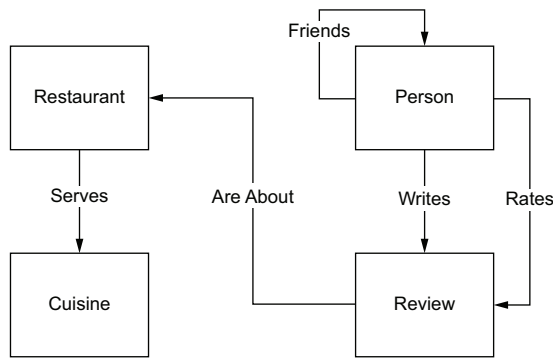 Friends
Restaurant
Person
Serves
Are About
Writes
Rates
Cuisine
Review